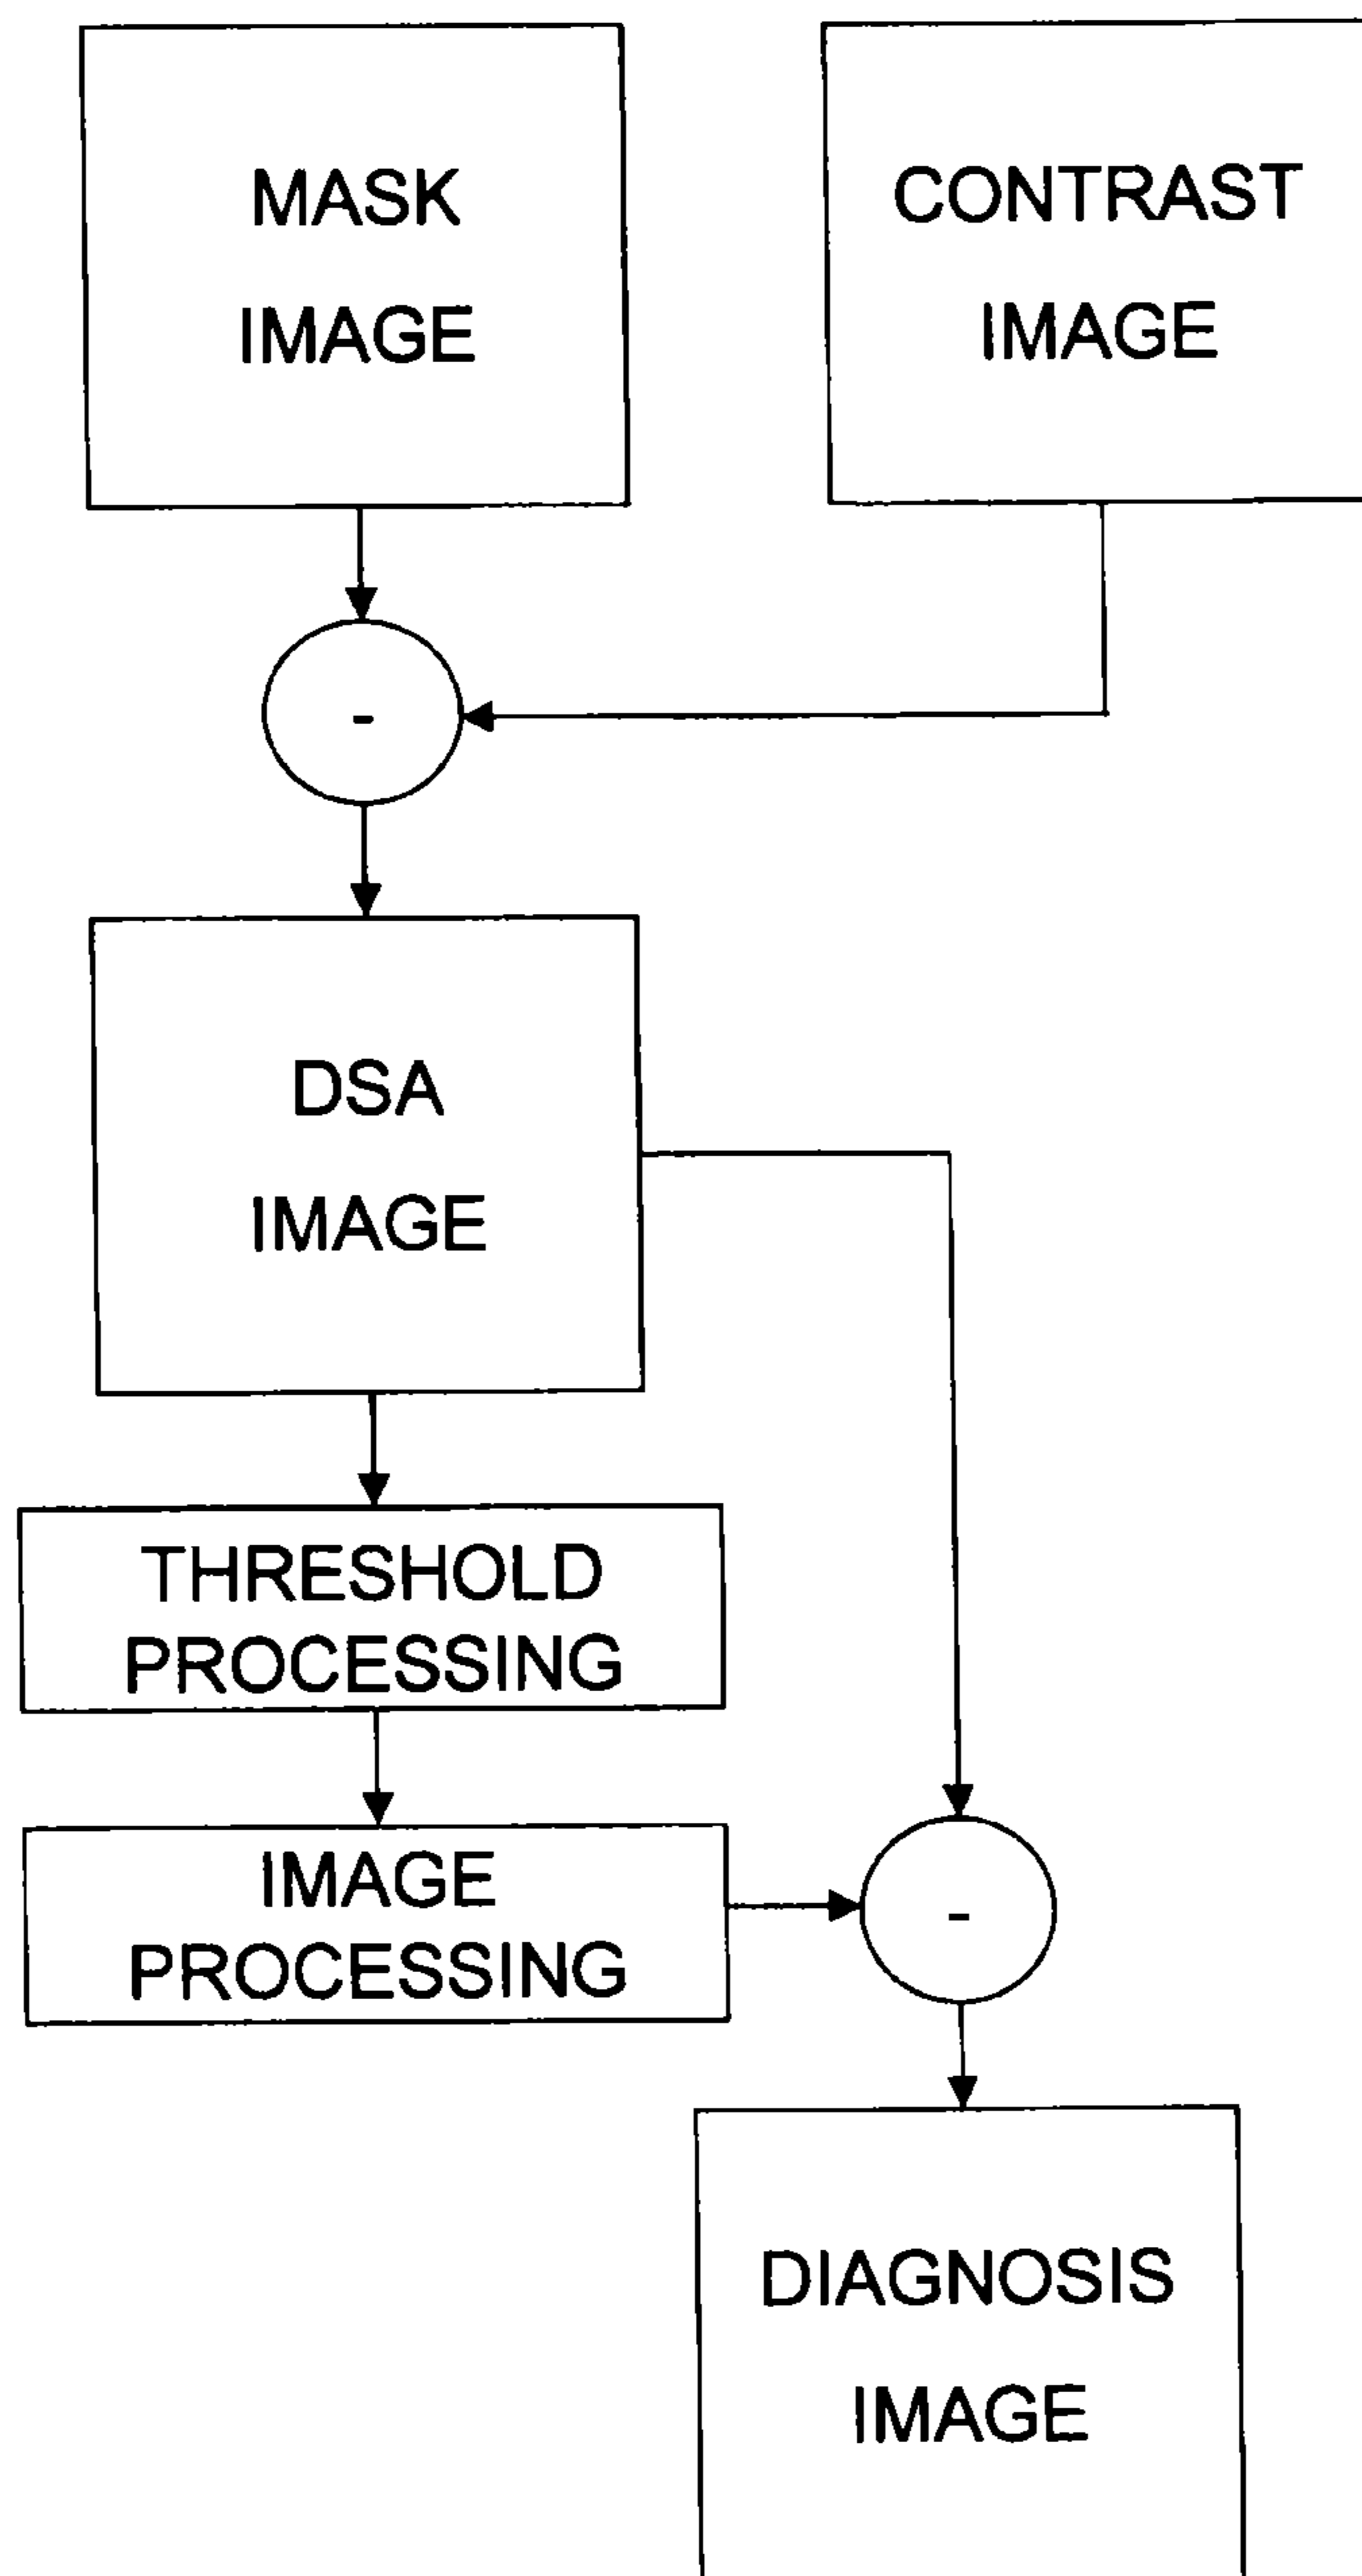 MASK
IMAGE
CONTRAST
IMAGE
-
DSA
IMAGE
THRESHOLD
PROCESSING
IMAGE
PROCESSING
-
DIAGNOSIS
IMAGE